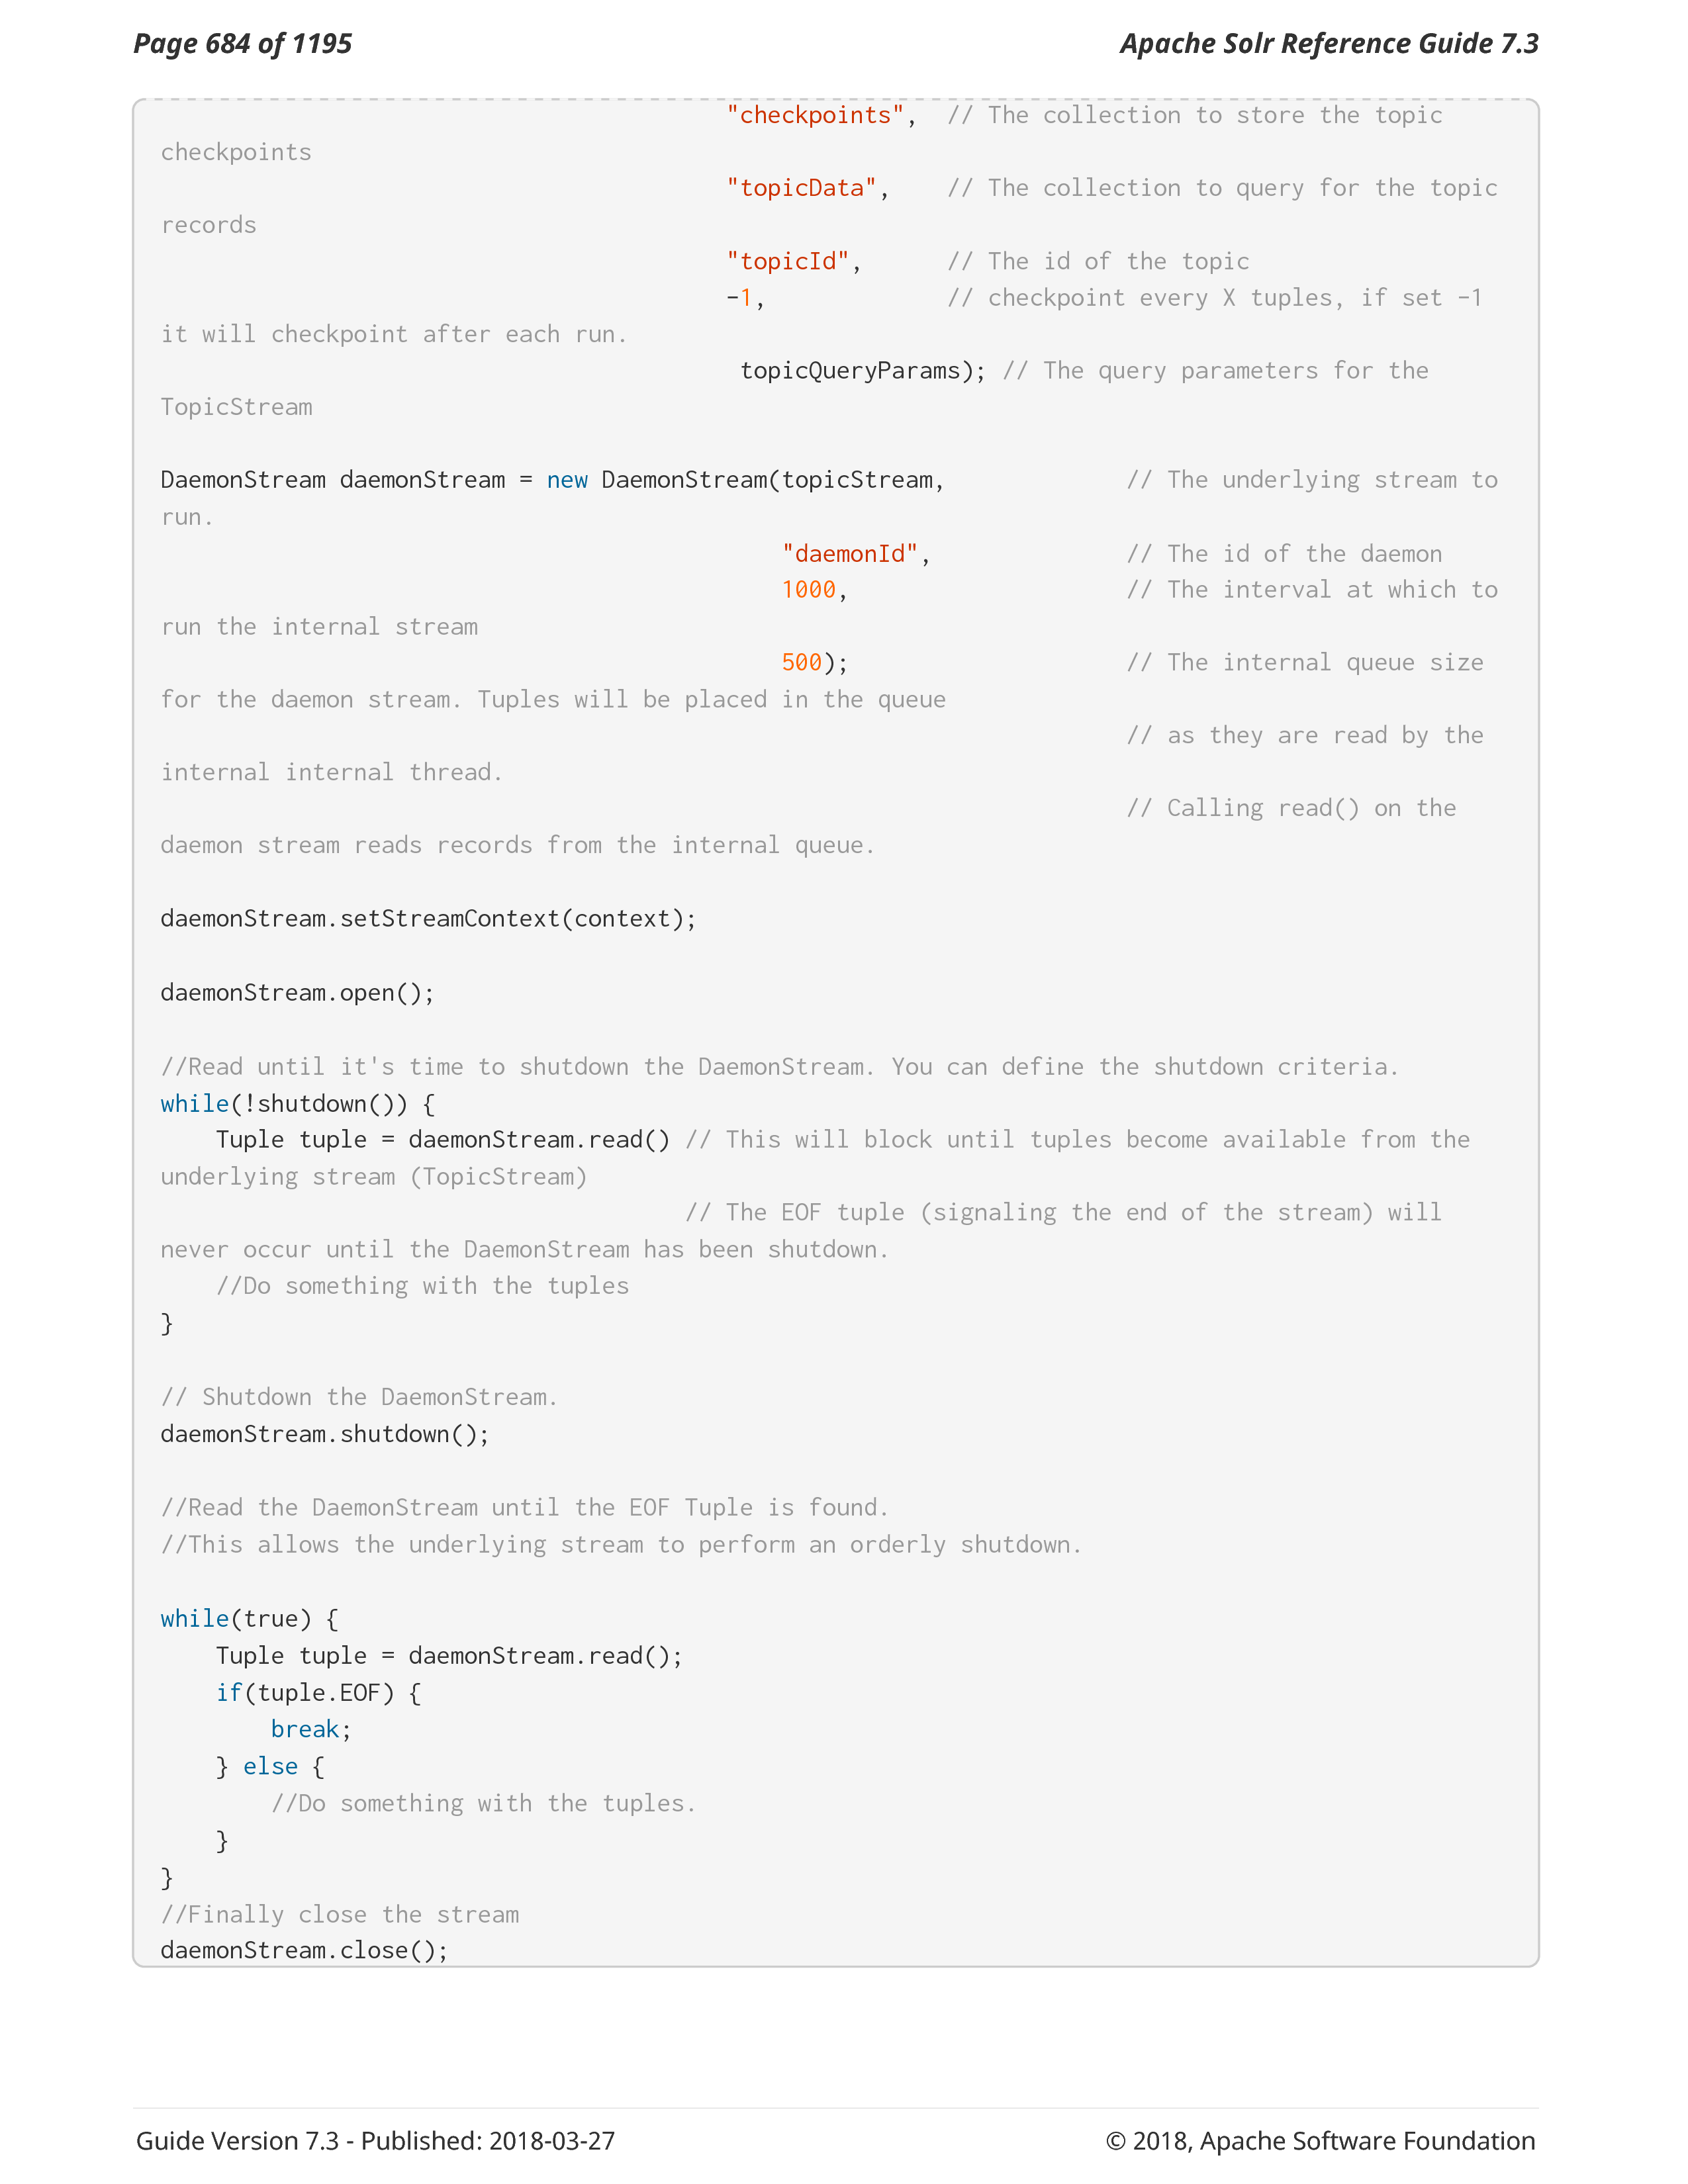 Page 684 of 1195 Apache Solr Reference Guide 7.3
"checkpoints",  // The collection to store the topic
checkpoints
"topicData",    // The collection to query for the topic
records
"topicId",      // The id of the topic
-1,             // checkpoint every X tuples, if set -1
it will checkpoint after each run.
topicQueryParams); // The query parameters for the
TopicStream
DaemonStream daemonStream = new DaemonStream(topicStream,             // The underlying stream to
run.
"daemonId",              // The id of the daemon
1000,                    // The interval at which to
run the internal stream
500);                    // The internal queue size
for the daemon stream. Tuples will be placed in the queue
// as they are read by the
internal internal thread.
// Calling read() on the
daemon stream reads records from the internal queue.
daemonStream.setStreamContext(context);
daemonStream.open();
//Read until it's time to shutdown the DaemonStream. You can define the shutdown criteria.
while(!shutdown()) {
    Tuple tuple = daemonStream.read() // This will block until tuples become available from the
underlying stream (TopicStream)
// The EOF tuple (signaling the end of the stream) will
never occur until the DaemonStream has been shutdown.
    //Do something with the tuples
}
// Shutdown the DaemonStream.
daemonStream.shutdown();
//Read the DaemonStream until the EOF Tuple is found.
//This allows the underlying stream to perform an orderly shutdown.
while(true) {
    Tuple tuple = daemonStream.read();
    if(tuple.EOF) {
        break;
    } else {
        //Do something with the tuples.
    }
}
//Finally close the stream
daemonStream.close();
Guide Version 7.3 - Published: 2018-03-27 © 2018, Apache Software Foundation